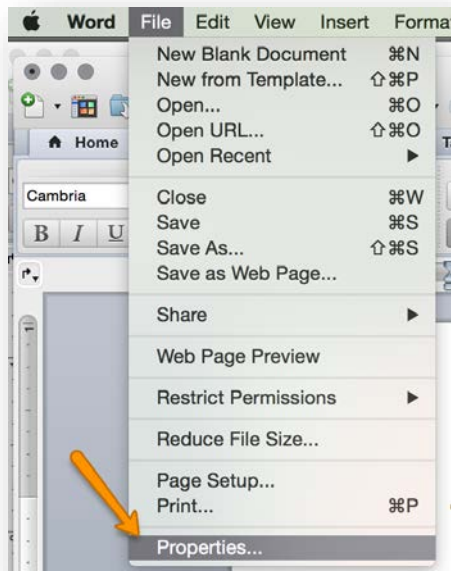 Word File Edit View Insert Forma
New Blank Document ⌘N
New from Template... ⇧⌘P
Open... ⌘O
Open URL... ⇧⌘O
Open Recent ▶
Home
Cambria
Close ⌘W
Save ⌘S
Save As... ⇧⌘S
B I U
Save as Web Page...
Share ▶
Web Page Preview
Restrict Permissions ▶
Reduce File Size...
Page Setup...
Print... ⌘P
Properties...